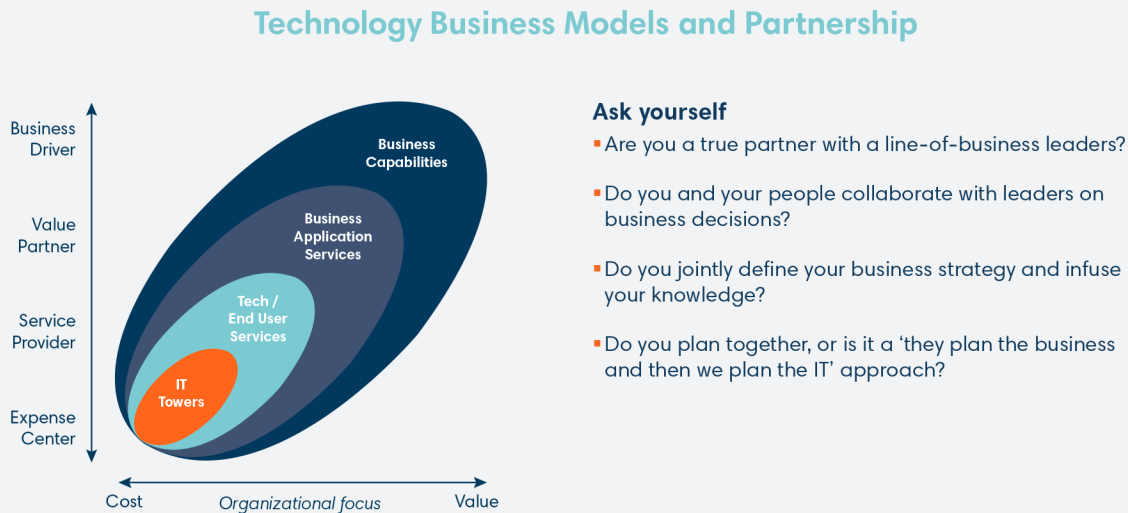 Technology Business Models and Partnership
Business
Driver
Value
Partner
Service
Provider
Expense
Center
Business
Capabilities
Business
Application
Services
Tech /
End User
Services
IT
Towers
Cost
Organizational focus
Value
Ask yourself
▪Are you a true partner with a line-of-business leaders?
▪Do you and your people collaborate with leaders on
business decisions?
▪Do you jointly define your business strategy and infuse
your knowledge?
▪Do you plan together, or is it a ‘they plan the business
and then we plan the IT’ approach?